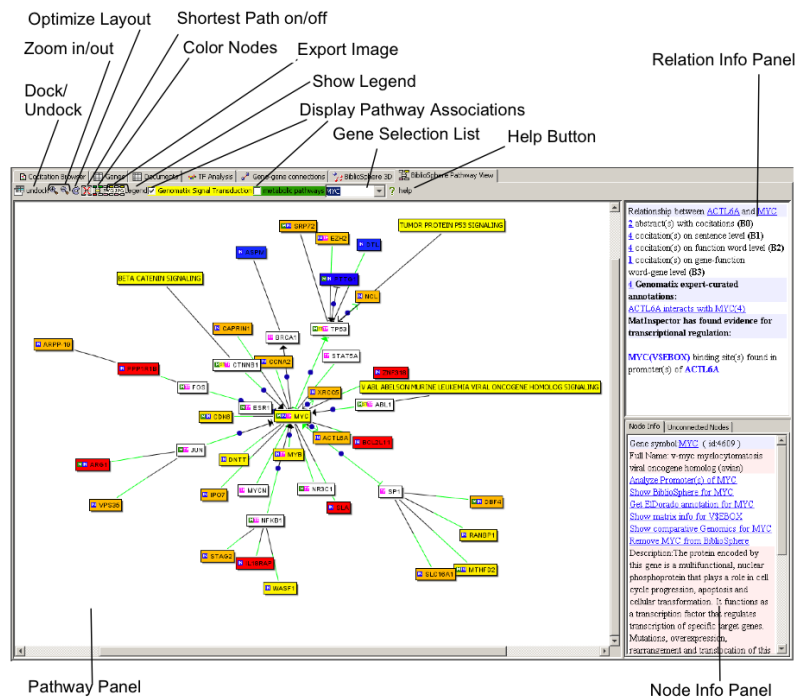 Optimize Layout
Shortest Path on/off
Zoom in/out
Color Nodes
Export Image
Relation Info Panel
Dock/
Undock
Show Legend
Display Pathway Associations
Gene Selection List
Help Button
Cocitation Browser
Genes
Documents
TF Analysis
Gene-gene connections
BiblioSphere 3D
BiblioSphere Pathway View
undock
legend
Genomatix Signal Transduction
metabolic pathways
MYC
? help
SRP72
EZH2
TUMOR PROTEIN P53 SIGNALING
BETA CATENIN SIGNALING
NCL
CAPRIN1
BRCA1
TP53
ARPP-19
STAT5A
CTNNB1
CCNA2
V ABL ABELSON MURINE LEUKEMIA VIRAL ONCOGENE HOMOLOG SIGNALING
FOS
XRCC5
ESR1
ABL1
CDK8
MYC
ACTL6A
BCL2L11
JUN
DNTT
MYB
MYCN
NR3C1
SP1
IPO7
DBF4
VPS36
NFKB1
RANBP1
STAG2
IL1RRAP
SLC16A1
MTHFD2
WASF1
Relationship between ACTL6A and MYC
2 abstract(s) with cocitations (B0)
4 cocitation(s) on sentence level (B1)
4 cocitation(s) on function word level (B2)
1 cocitation(s) on gene-function
word-gene level (B3)
4 Genomatix expert-curated
annotations:
ACTL6A interacts with MYC(4)
MatInspector has found evidence for
transcriptional regulation:
MYC(V$EBOX) binding site(s) found in
promoter(s) of ACTL6A
Node Info
Unconnected Nodes
Gene symbol MYC ( id:4609 )
Full Name: v-myc myelocytomatosis
viral oncogene homolog (avian)
Analyze Promoter(s) of MYC
Show BiblioSphere for MYC
Get ElDorado annotation for MYC
Show matrix info for V$EBOX
Show comparative Genomics for MYC
Remove MYC from BiblioSphere
Description:The protein encoded by
this gene is a multifunctional, nuclear
phosphoprotein that plays a role in cell
cycle progression, apoptosis and
cellular transformation. It functions as
a transcription factor that regulates
transcription of specific target genes.
Mutations, overexpression,
rearrangement and translocation of this
Pathway Panel
Node Info Panel